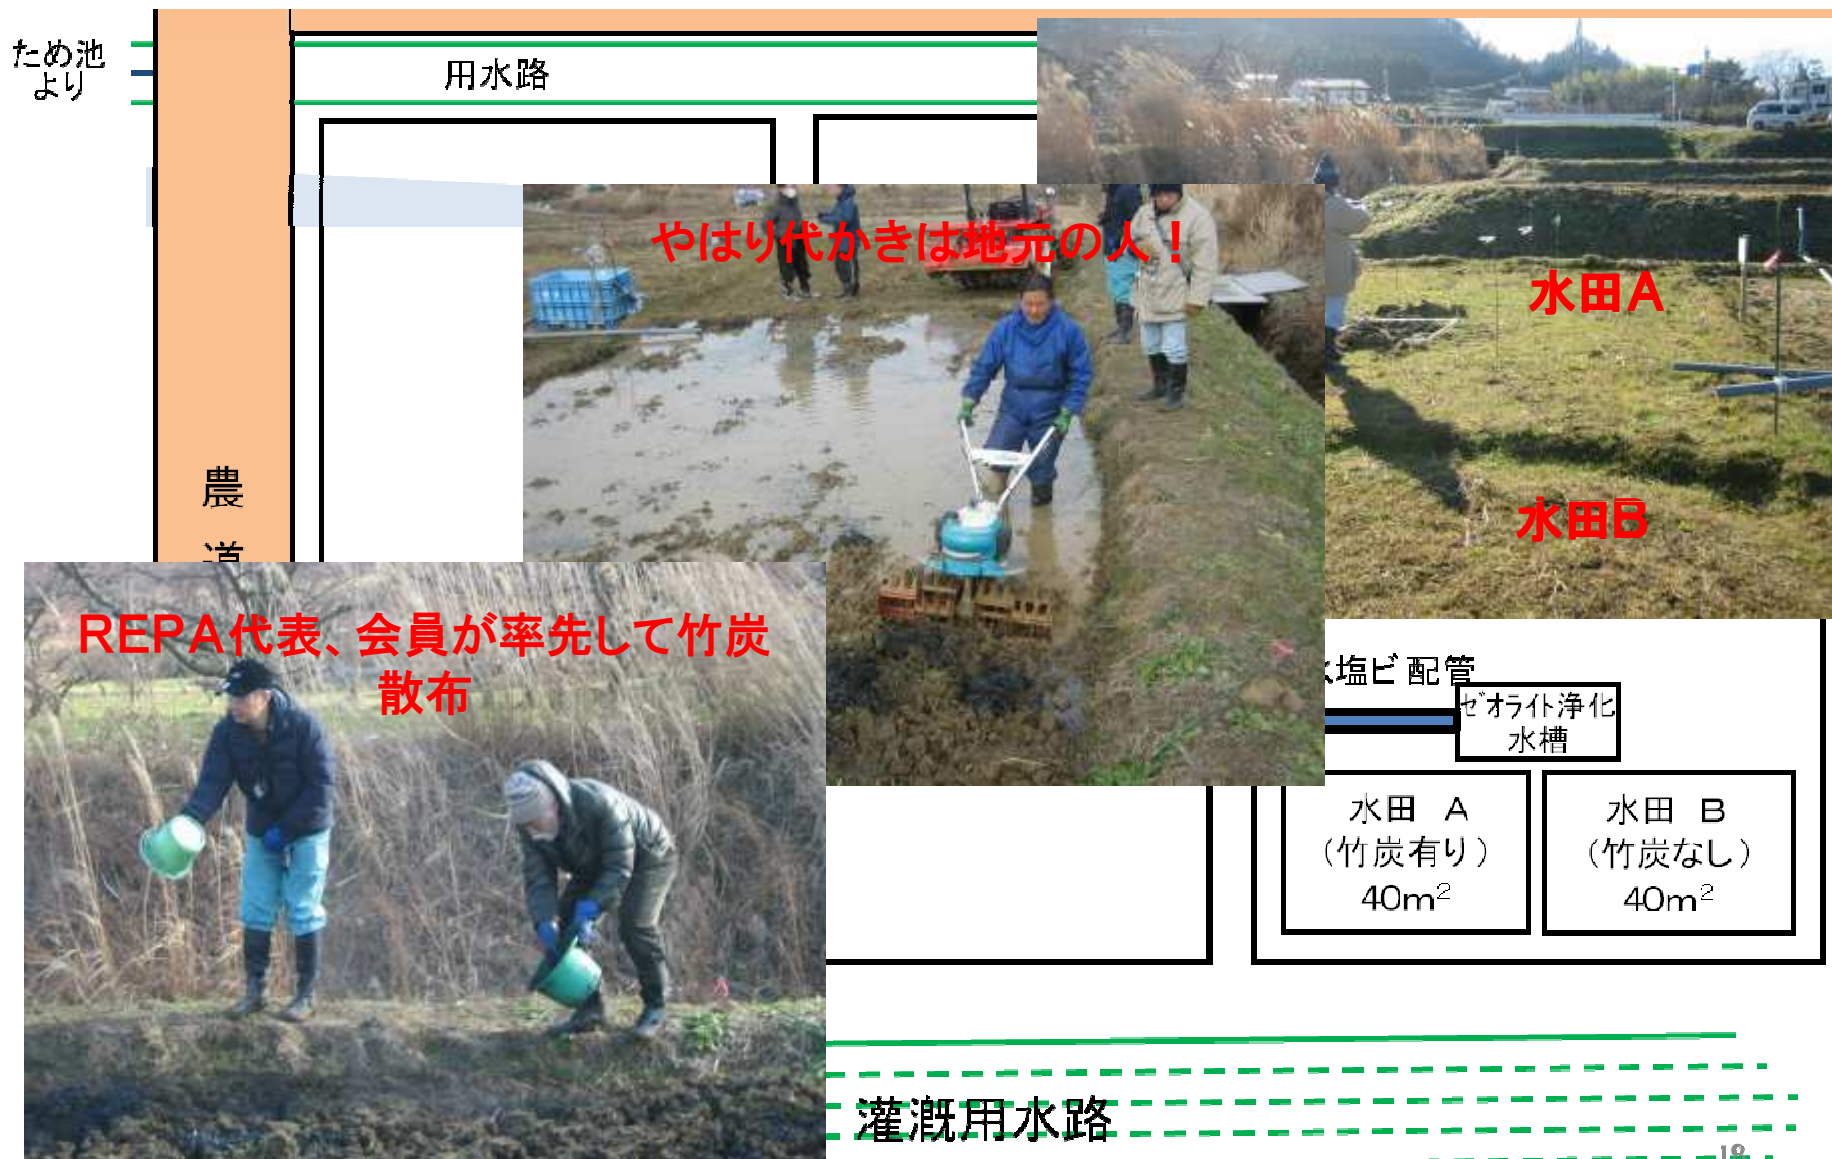 ため池
より
用水路
やはり代かきは地元の人！
水田A
水田B
農
道
REPA代表、会員が率先して竹炭
散布
塩ビ配管
ゼオライト浄化
水槽
水田 A
（竹炭有り）
40m²
水田 B
（竹炭なし）
40m²
灌漑用水路